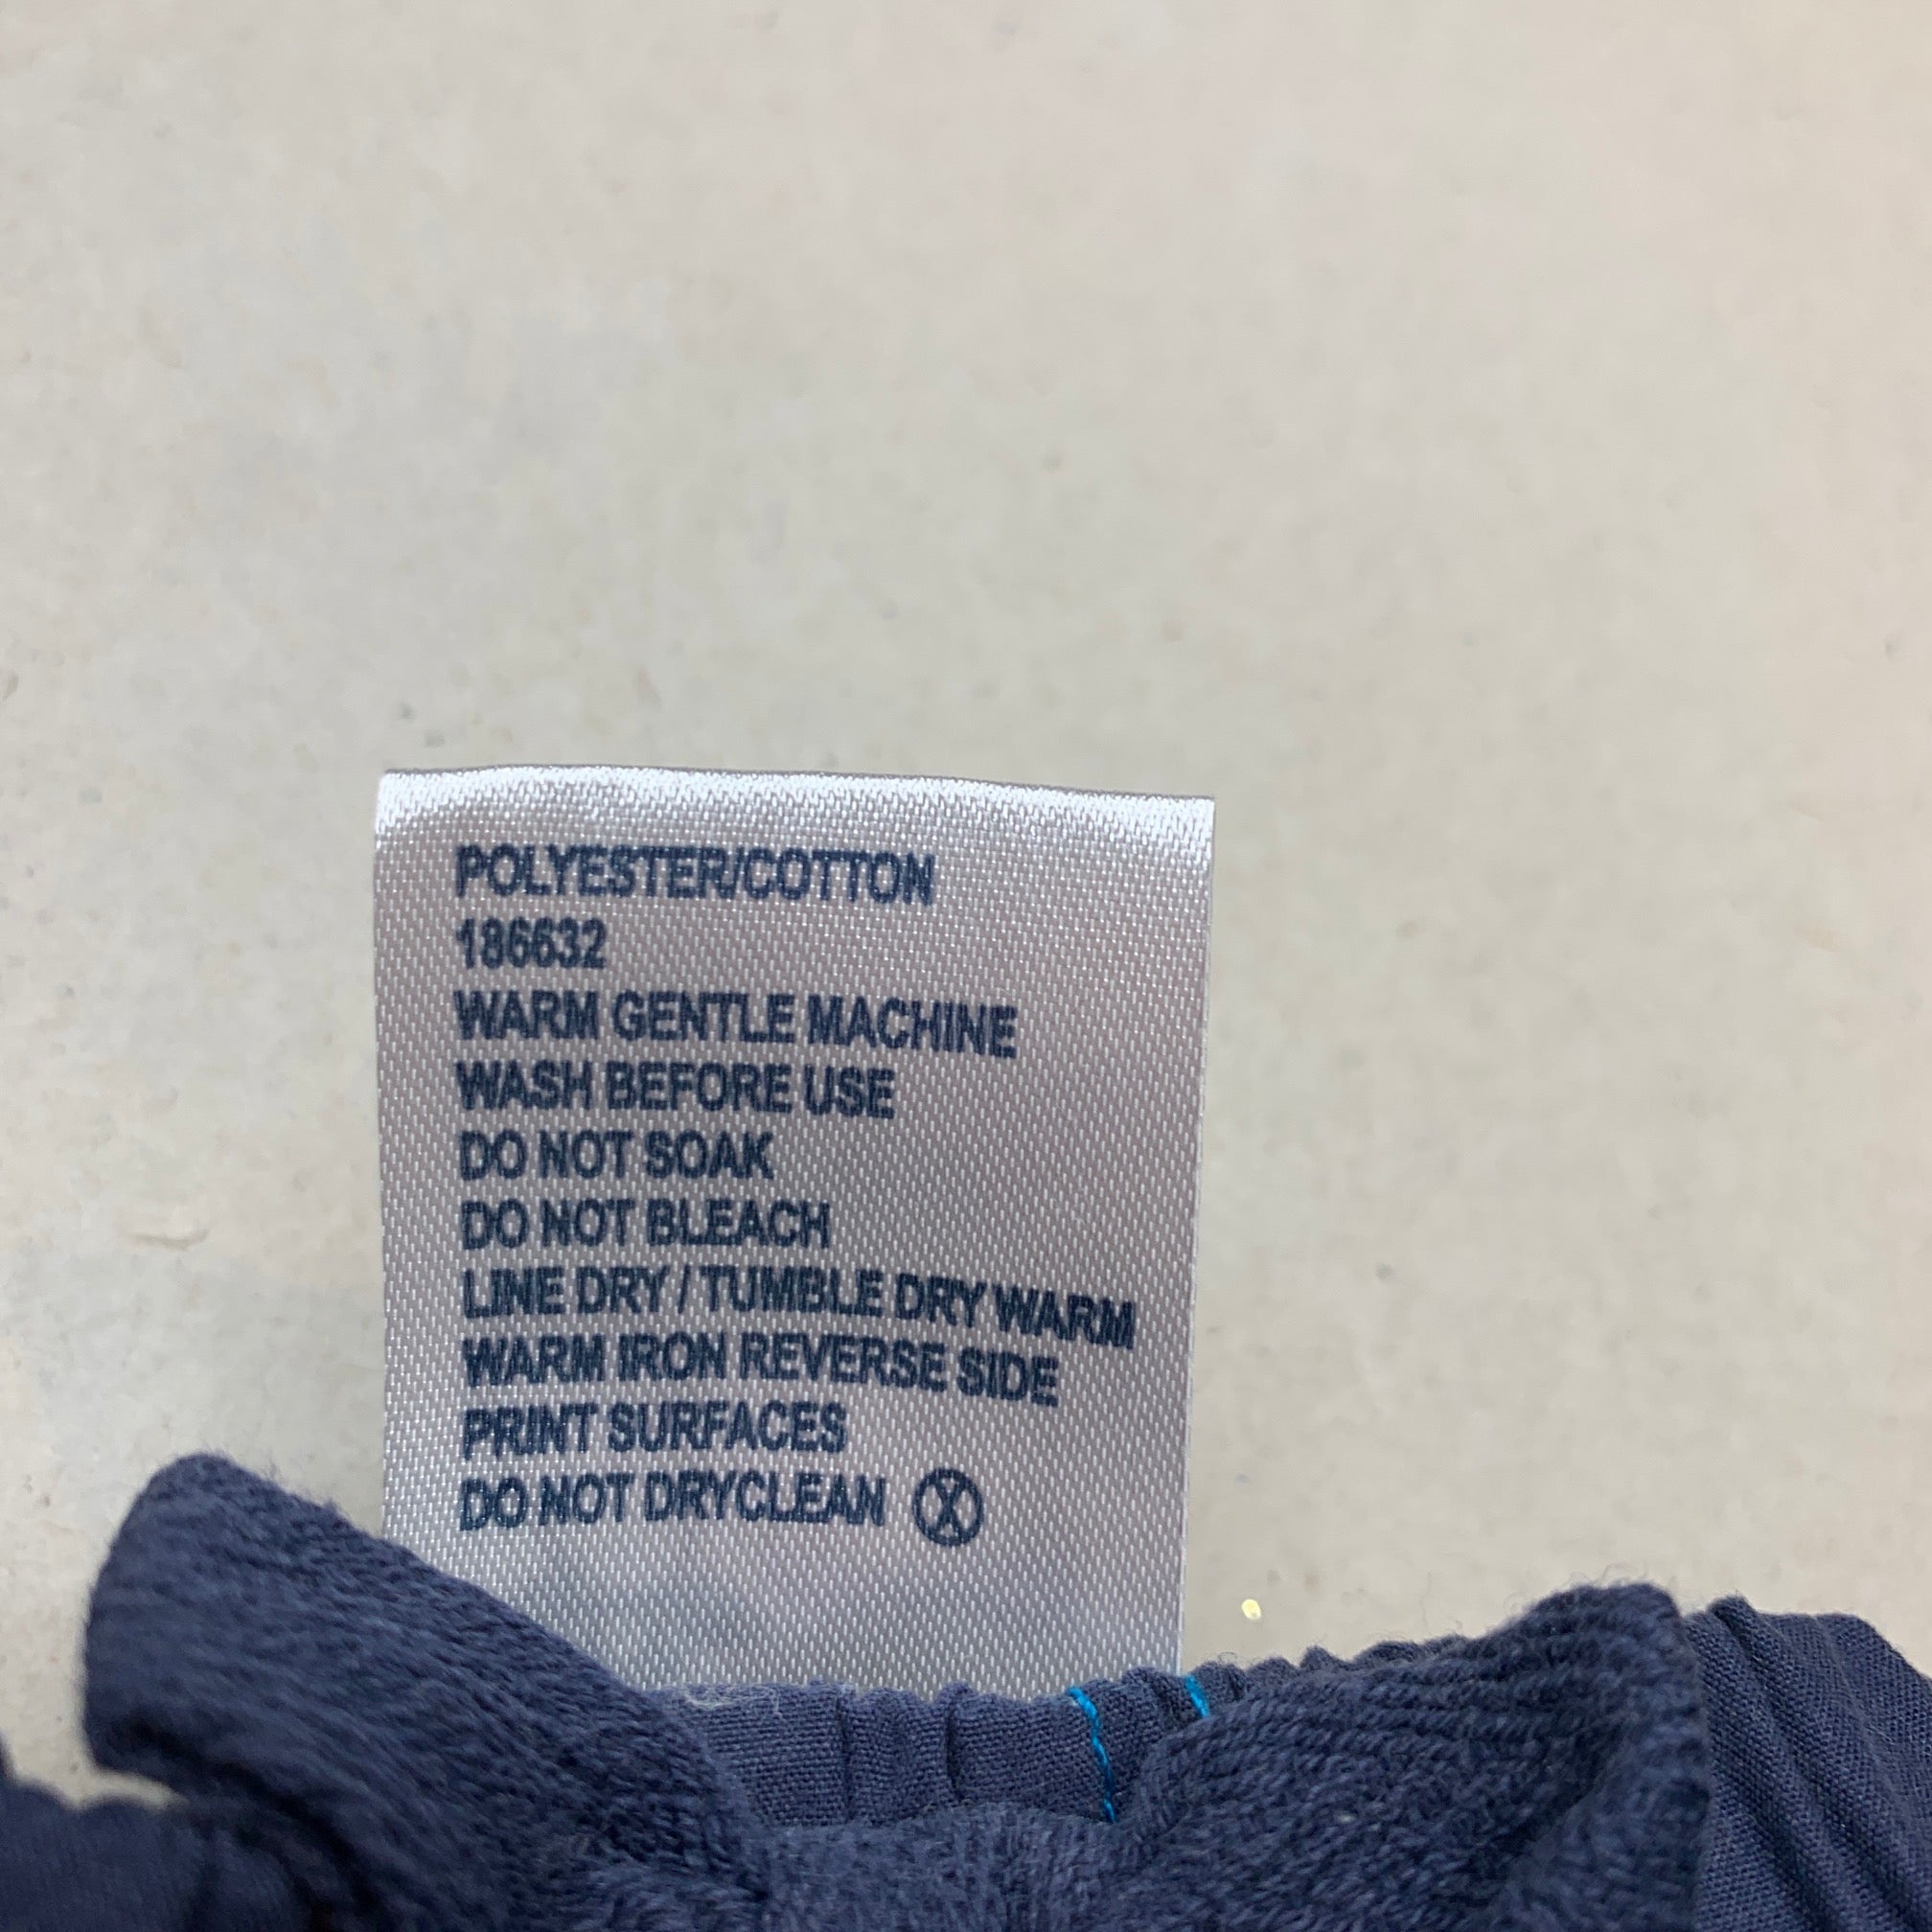 POLYESTER/COTTON
186632
WARM GENTLE MACHINE
WASH BEFORE USE
DO NOT SOAK
DO NOT BLEACH
LINE DRY / TUMBLE DRY WARM
WARM IRON REVERSE SIDE
PRINT SURFACES
DO NOT DRYCLEAN